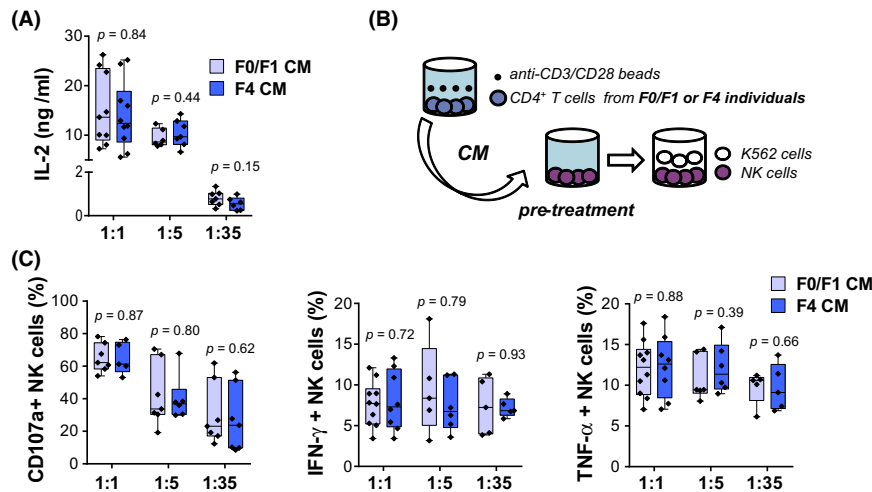 (A)
IL-2 (ng /ml)
30
20
10
2
0
p = 0.84
p = 0.44
p = 0.15
F0/F1 CM
F4 CM
1:1
1:5
1:35
(B)
anti-CD3/CD28 beads
CD4+ T cells from F0/F1 or F4 individuals
CM
pre-treatment
K562 cells
NK cells
(C)
CD107a+ NK cells (%)
100
80
60
40
20
0
p = 0.87
p = 0.80
p = 0.62
1:1
1:5
1:35
IFN-γ + NK cells (%)
20
15
10
5
0
p = 0.72
p = 0.79
p = 0.93
1:1
1:5
1:35
TNF-α + NK cells (%)
20
15
10
5
0
p = 0.88
p = 0.39
p = 0.66
F0/F1 CM
F4 CM
1:1
1:5
1:35